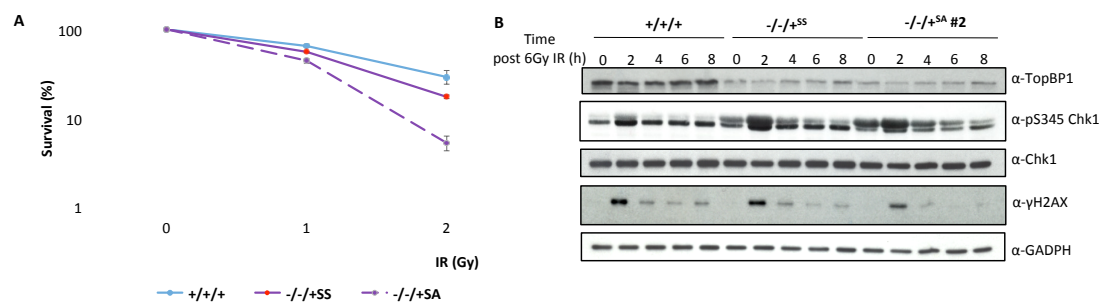 A
100
10
1
Survival (%)
0 1 2
IR (Gy)
+/+/+ -/-/+SS -/-/+SA
B
+/+/+ -/-/+SS -/-/+SA #2
Time
post 6Gy IR (h) 0 2 4 6 8 0 2 4 6 8 0 2 4 6 8
α-TopBP1
α-pS345 Chk1
α-Chk1
α-γH2AX
α-GADPH